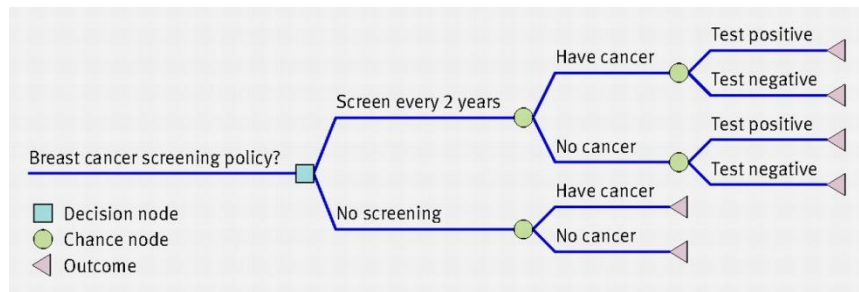 Test positive
Have cancer
Test negative
Screen every 2 years
Test positive
No cancer
Breast cancer screening policy?
Test negative
Have cancer
Decision node
No screening
Chance node
No cancer
Outcome